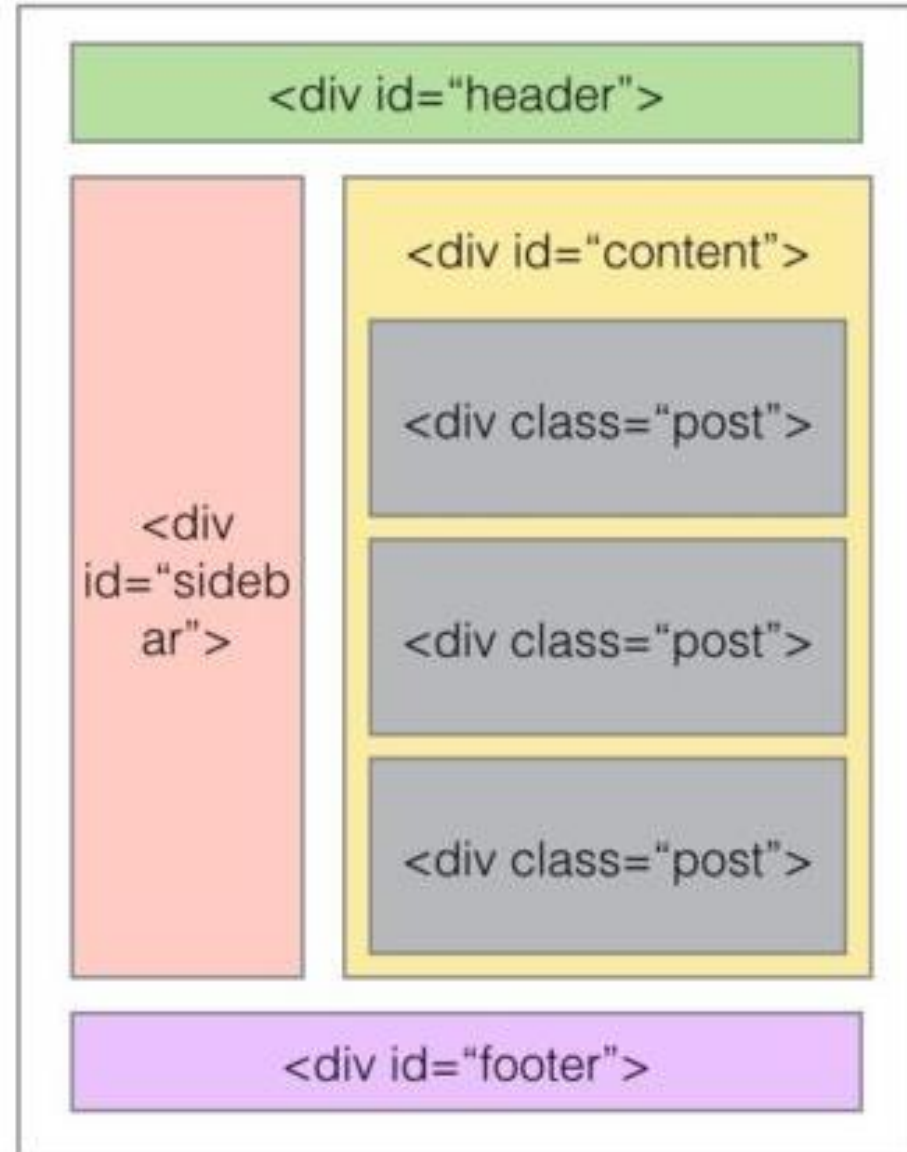 <div id=“header”>
<div
id=“sideb
ar”>
<div id=“content”>
<div class=“post”>
<div class=“post”>
<div class=“post”>
<div id=“footer”>